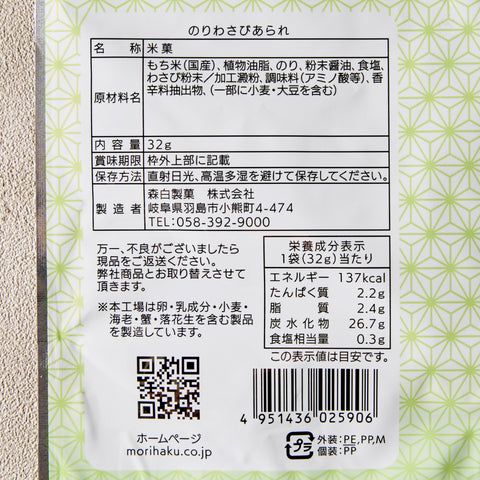 のりわさびあられ
名　称 米菓
原材料名 もち米(国産)、植物油脂、のり、粉末醤油、食塩、
わさび粉末／加工澱粉、調味料(アミノ酸等)、香
辛料抽出物、(一部に小麦・大豆を含む)
内 容 量 32g
賞味期限 枠外上部に記載
保存方法 直射日光、高温多湿を避けて保存してください。
製 造 者 森白製菓　株式会社
岐阜県羽島市小熊町4-474
TEL:058-392-9000
万一、不良がございましたら
現品をご返送ください。
弊社商品とお取り替えさせて
頂きます。
※本工場は卵・乳成分・小麦・
海老・蟹・落花生を含む製品
を製造しています。
栄養成分表示
1袋(32g)当たり
エネルギー 137kcal
たんぱく質 2.2g
脂　質 2.4g
炭水化物 26.7g
食塩相当量 0.3g
この表示値は目安です。
4 951436 025906
ホームページ
morihaku.co.jp
プラ 外装:PE,PP,M
個装:PP